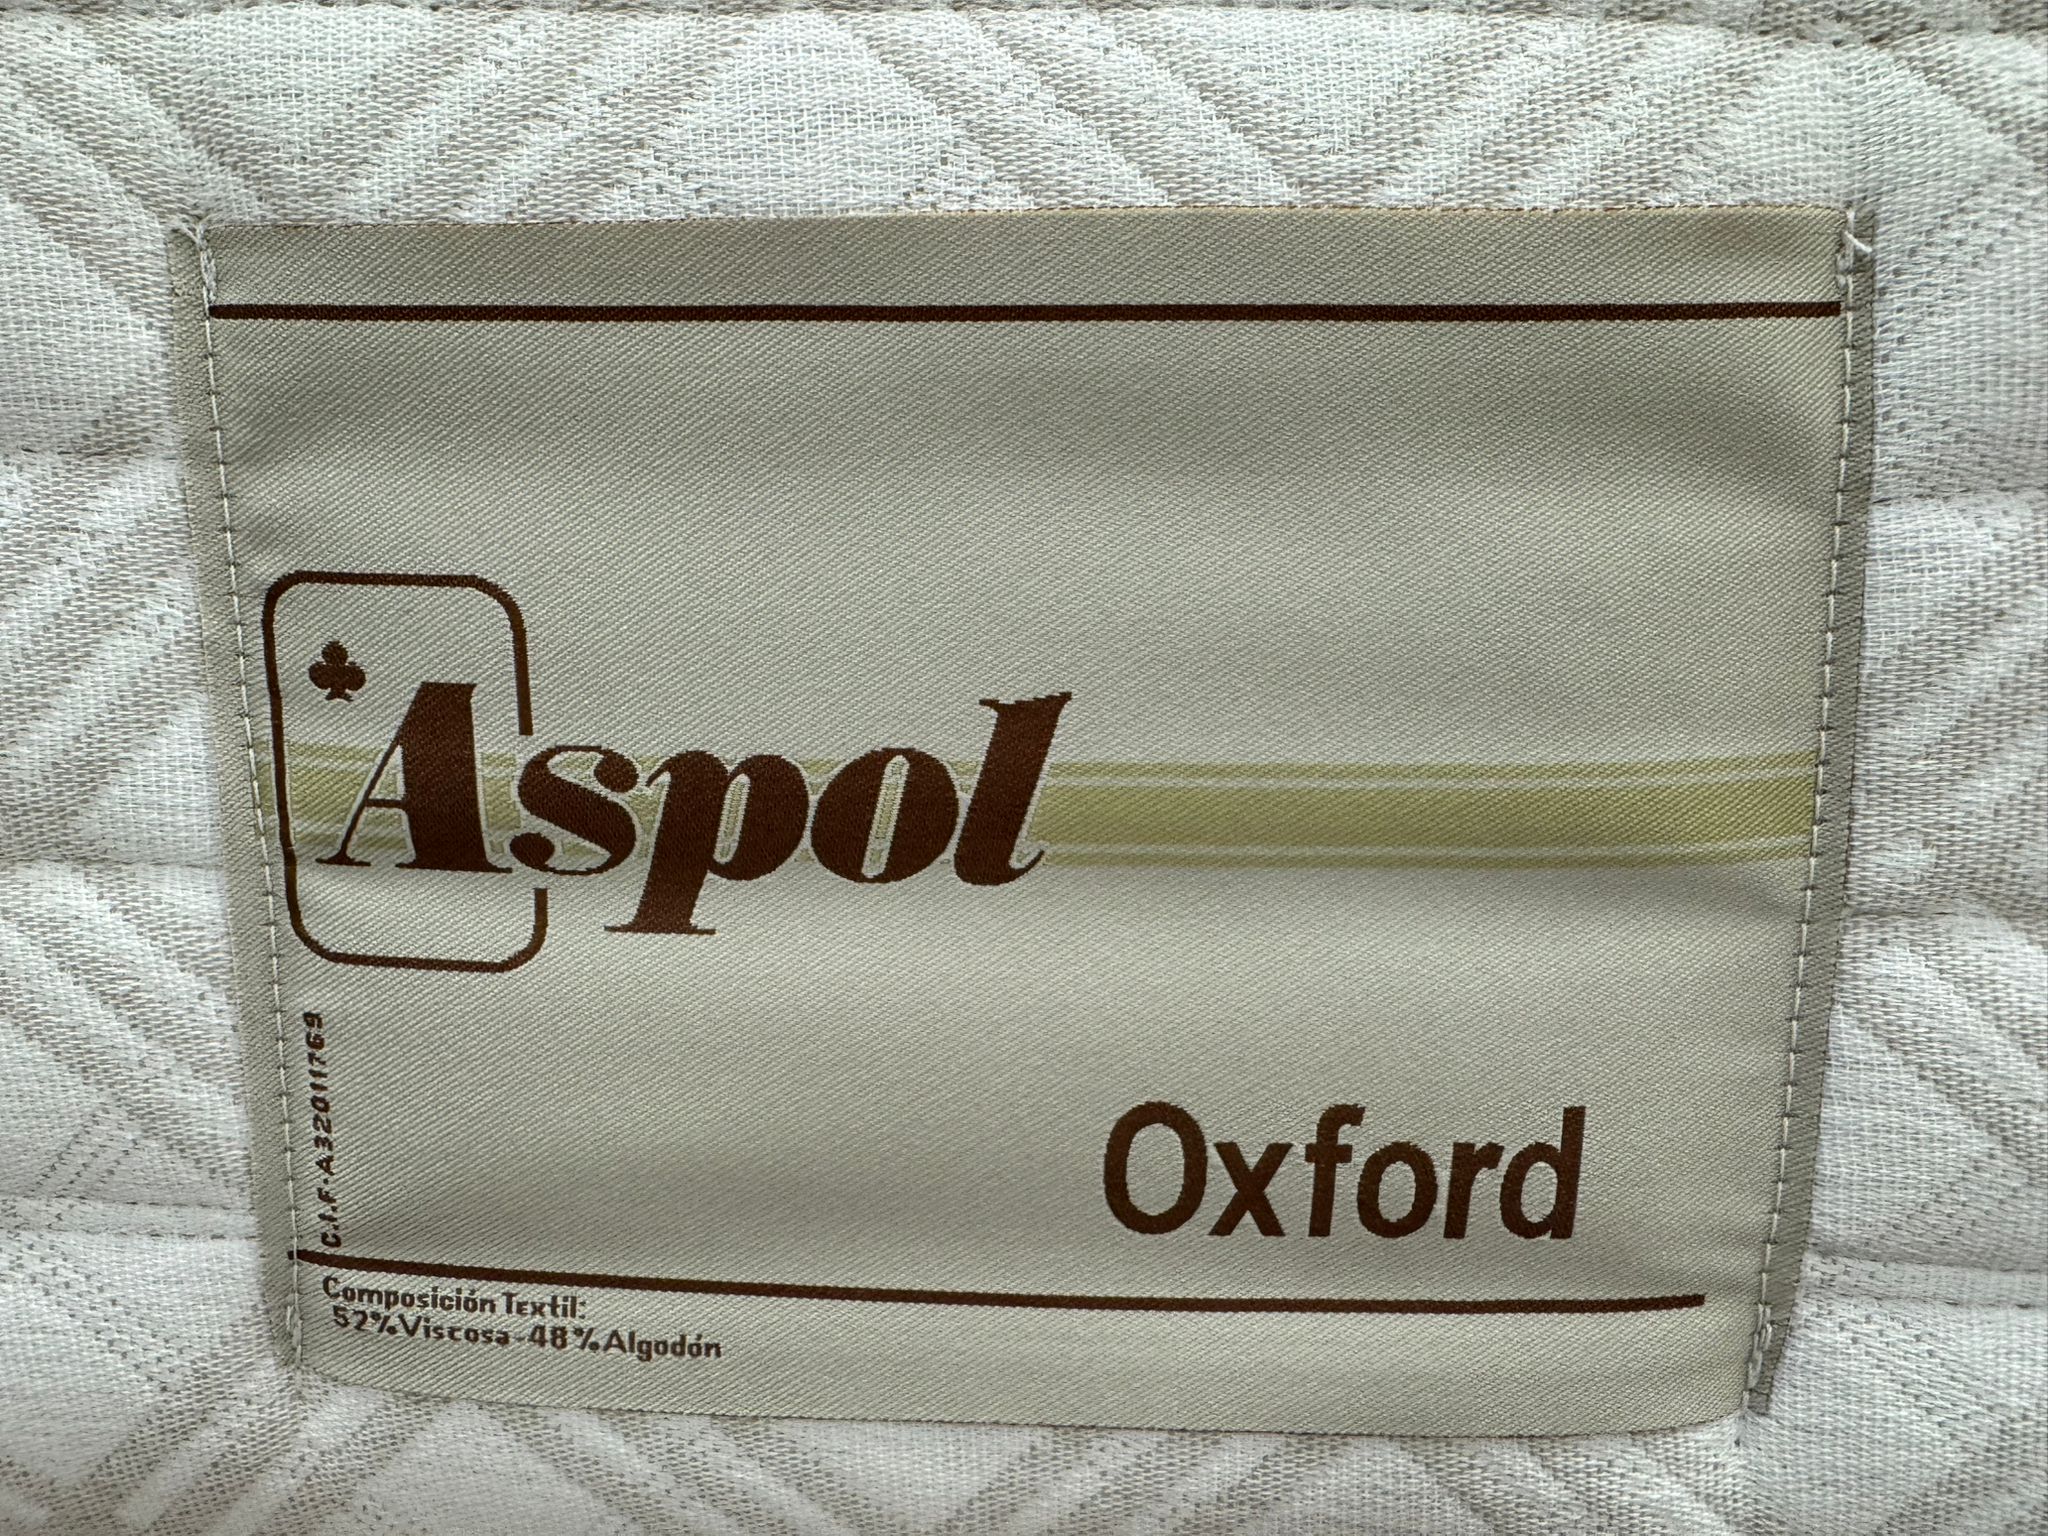 Aspol
C.I.F.-A32011769
Oxford
Composición Textil:
52%Viscosa-48%Algodón